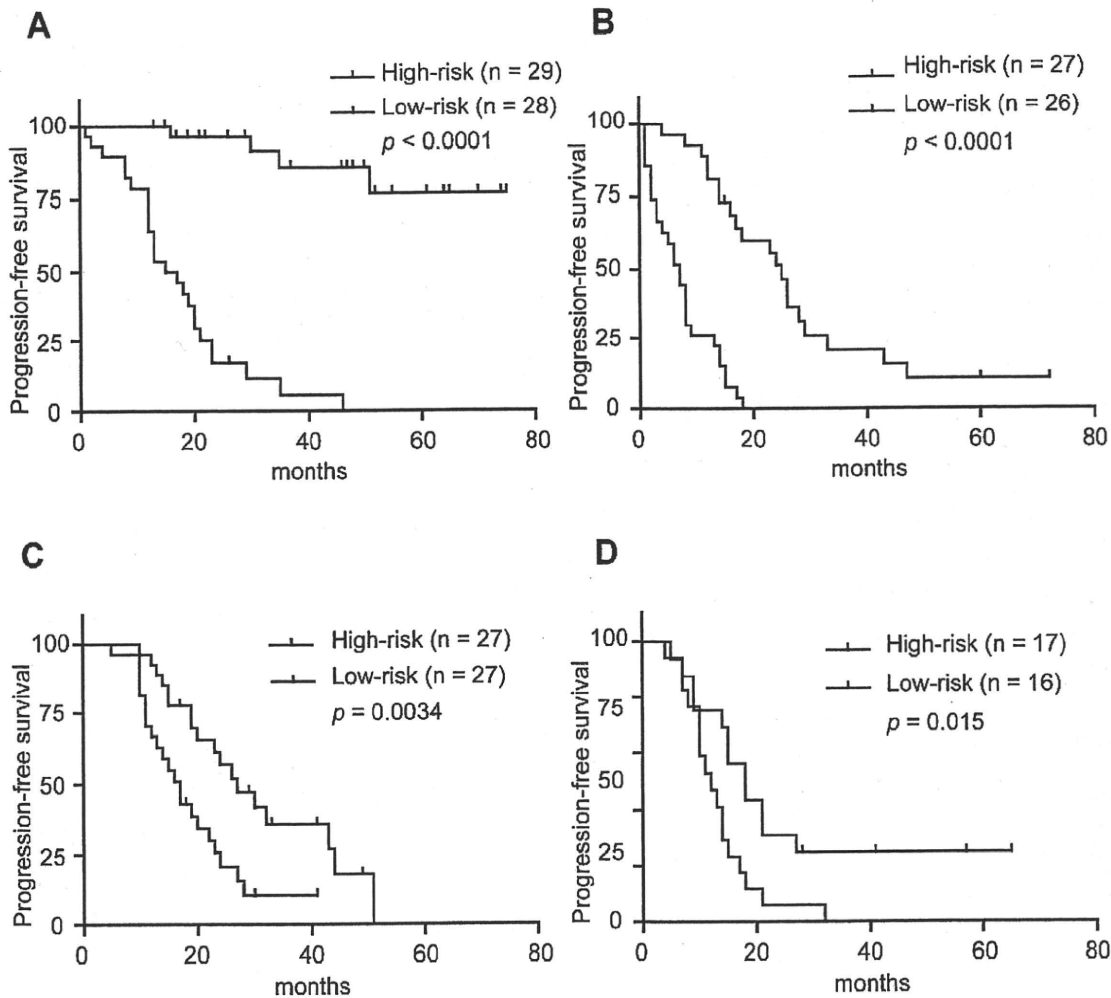 A
High-risk (n = 29)
Low-risk (n = 28)
p < 0.0001
Progression-free survival
100
75
50
25
0
0 20 40 60 80
months
B
High-risk (n = 27)
Low-risk (n = 26)
p < 0.0001
Progression-free survival
100
75
50
25
0
0 20 40 60 80
months
C
High-risk (n = 27)
Low-risk (n = 27)
p = 0.0034
Progression-free survival
100
75
50
25
0
0 20 40 60 80
months
D
High-risk (n = 17)
Low-risk (n = 16)
p = 0.015
Progression-free survival
100
75
50
25
0
0 20 40 60 80
months